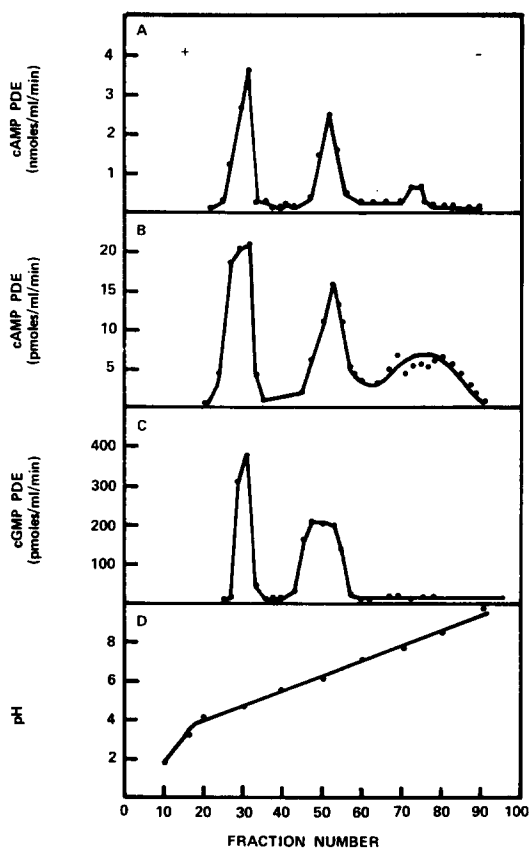 A
+ -
4
3
2
1
cAMP PDE
(nmoles/ml/min)
B
20
15
10
5
cAMP PDE
(pmoles/ml/min)
C
400
300
200
100
cGMP PDE
(pmoles/ml/min)
D
8
6
4
2
pH
0 10 20 30 40 50 60 70 80 90 100
FRACTION NUMBER